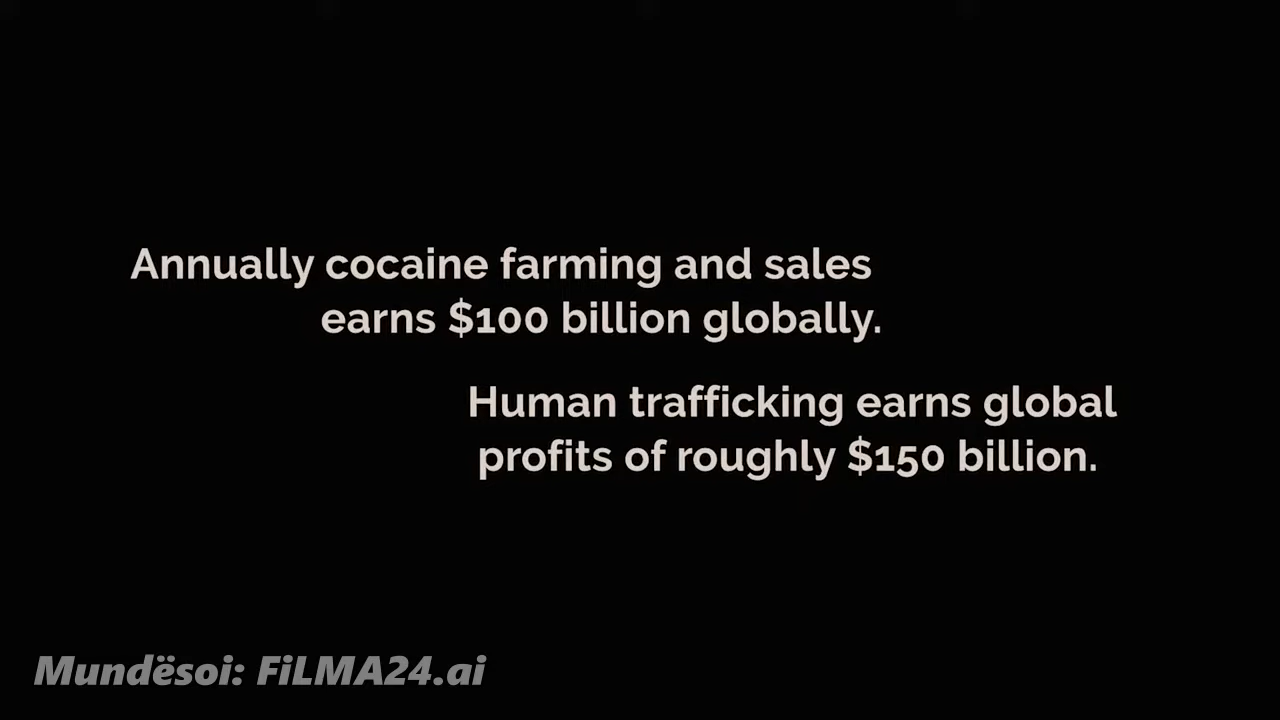 Annually cocaine farming and sales
earns $100 billion globally.
Human trafficking earns global
profits of roughly $150 billion.
Mundësoi: FiLMA24.ai